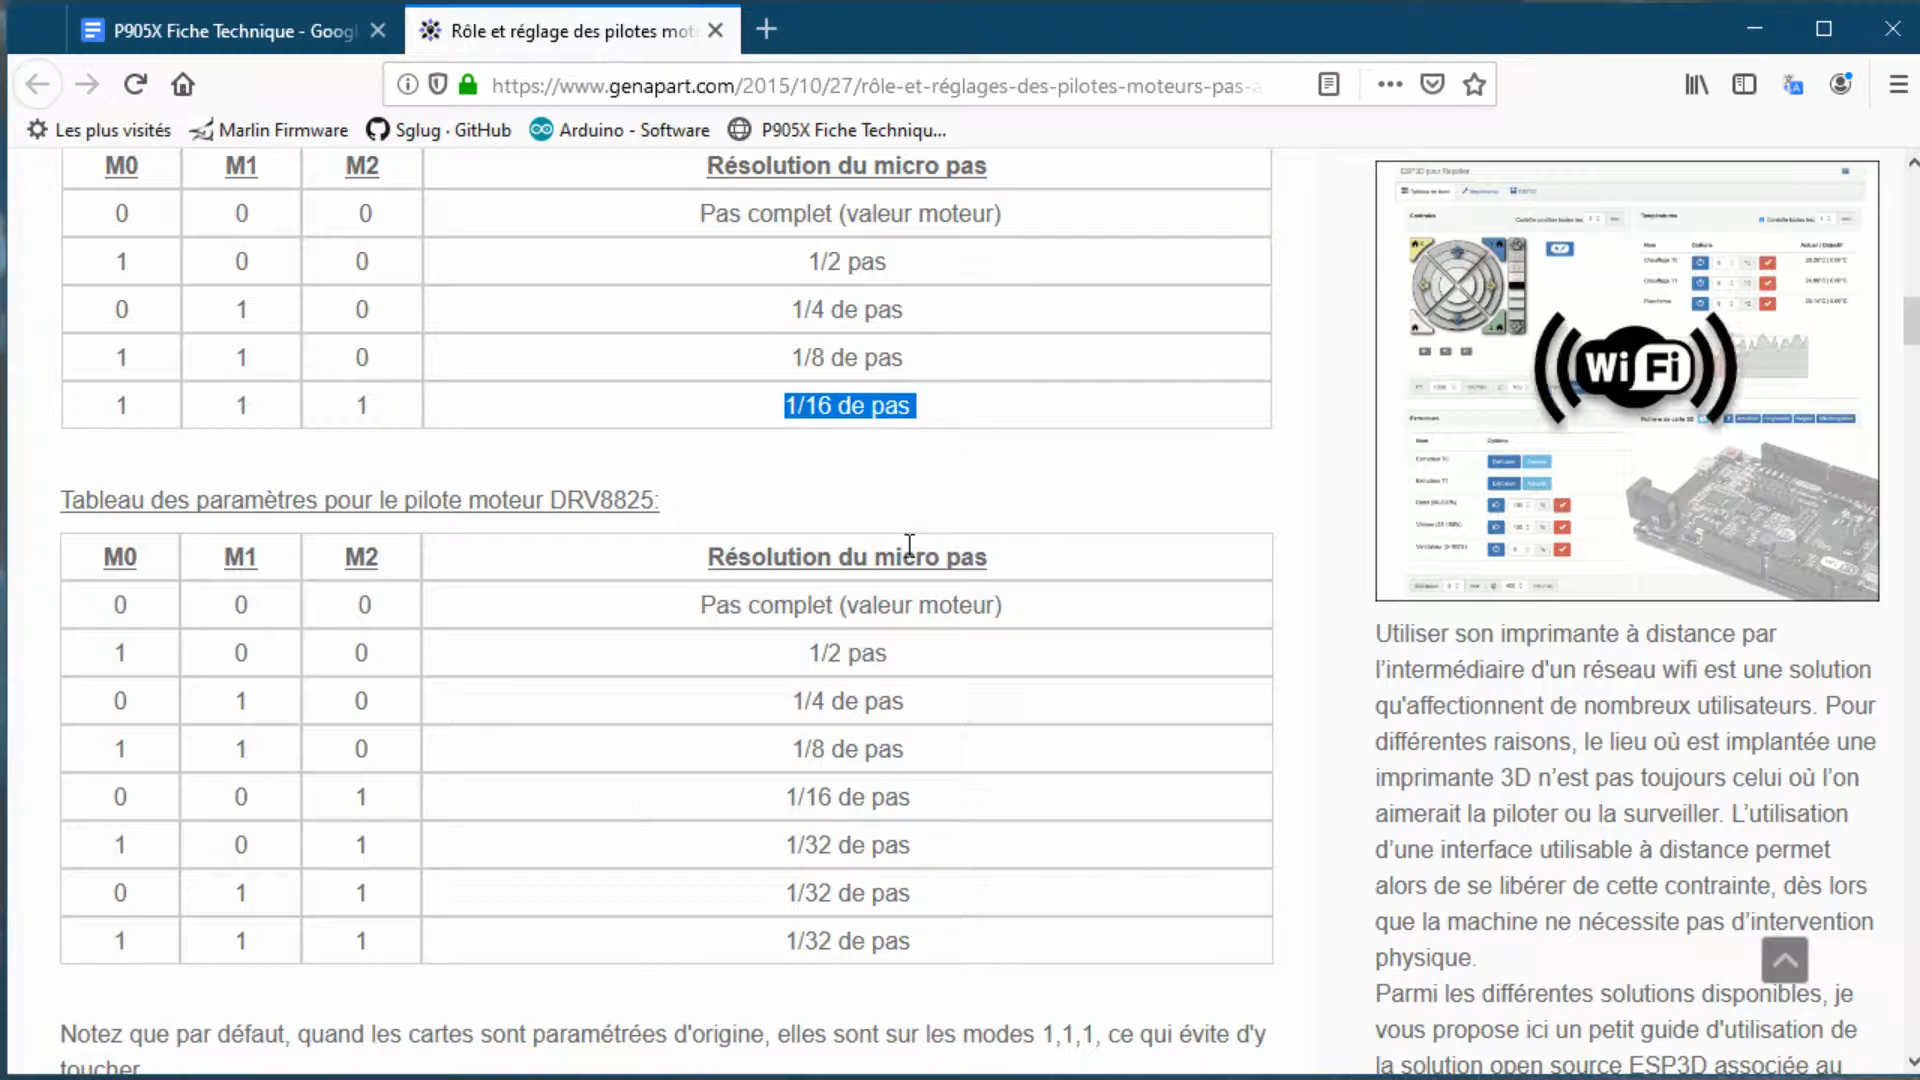 P905X Fiche Technique - Googl
Rôle et réglage des pilotes mot
https://www.genapart.com/2015/10/27/rôle-et-réglages-des-pilotes-moteurs-pas-a
Les plus visités Marlin Firmware Sglug · GitHub Arduino - Software P905X Fiche Techniqu...
M0 M1 M2 Résolution du micro pas
0 0 0 Pas complet (valeur moteur)
1 0 0 1/2 pas
0 1 0 1/4 de pas
1 1 0 1/8 de pas
1 1 1 1/16 de pas
Tableau des paramètres pour le pilote moteur DRV8825:
M0 M1 M2 Résolution du micro pas
0 0 0 Pas complet (valeur moteur)
1 0 0 1/2 pas
0 1 0 1/4 de pas
1 1 0 1/8 de pas
0 0 1 1/16 de pas
1 0 1 1/32 de pas
0 1 1 1/32 de pas
1 1 1 1/32 de pas
Notez que par défaut, quand les cartes sont paramétrées d'origine, elles sont sur les modes 1,1,1, ce qui évite d'y
toucher
WiFi
Utiliser son imprimante à distance par
l’intermédiaire d'un réseau wifi est une solution
qu'affectionnent de nombreux utilisateurs. Pour
différentes raisons, le lieu où est implantée une
imprimante 3D n’est pas toujours celui où l’on
aimerait la piloter ou la surveiller. L’utilisation
d’une interface utilisable à distance permet
alors de se libérer de cette contrainte, dès lors
que la machine ne nécessite pas d’intervention
physique.
Parmi les différentes solutions disponibles, je
vous propose ici un petit guide d'utilisation de
la solution open source ESP3D associée au